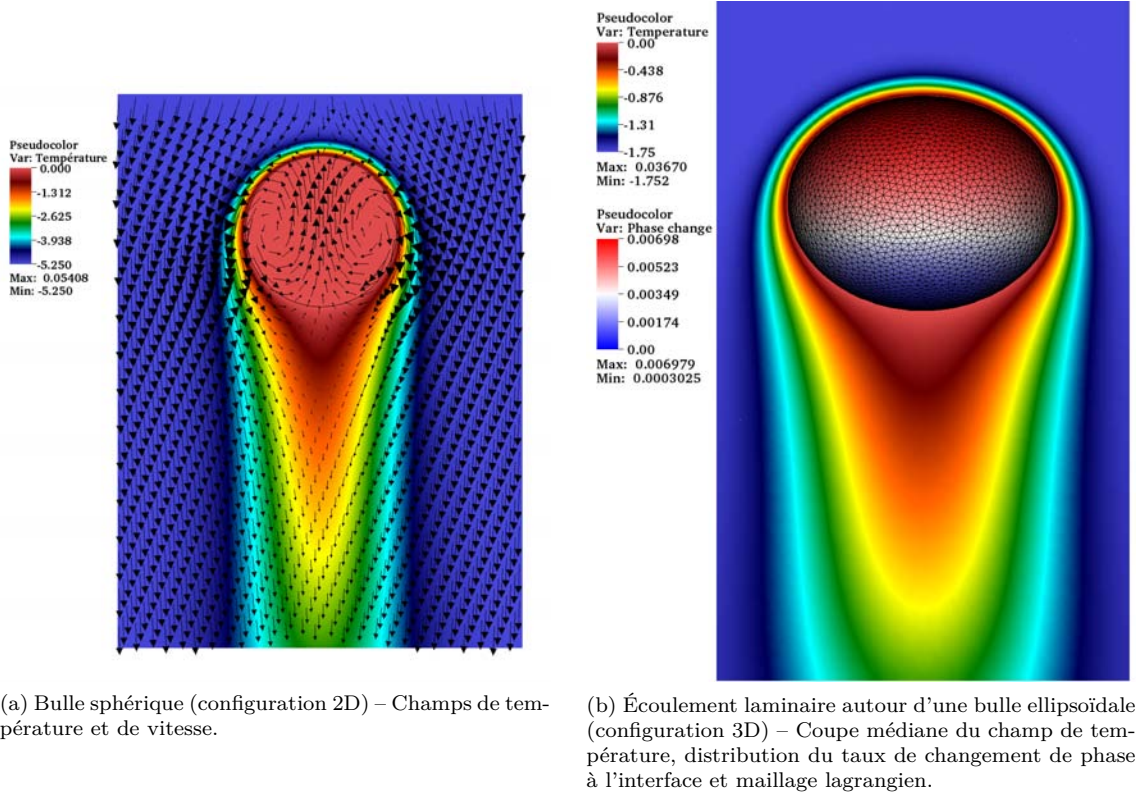 Pseudocolor
Var: Température
0.000
-1.312
-2.625
-3.938
-5.250
Max: 0.05408
Min: -5.250
Pseudocolor
Var: Temperature
0.00
-0.438
-0.876
-1.31
-1.75
Max: 0.03670
Min: -1.752
Pseudocolor
Var: Phase change
0.00698
0.00523
0.00349
0.00174
0.00
Max: 0.006979
Min: 0.0003025
(a) Bulle sphérique (configuration 2D) – Champs de tem-
pérature et de vitesse.
(b) Écoulement laminaire autour d'une bulle ellipsoïdale
(configuration 3D) – Coupe médiane du champ de tem-
pérature, distribution du taux de changement de phase
à l'interface et maillage lagrangien.